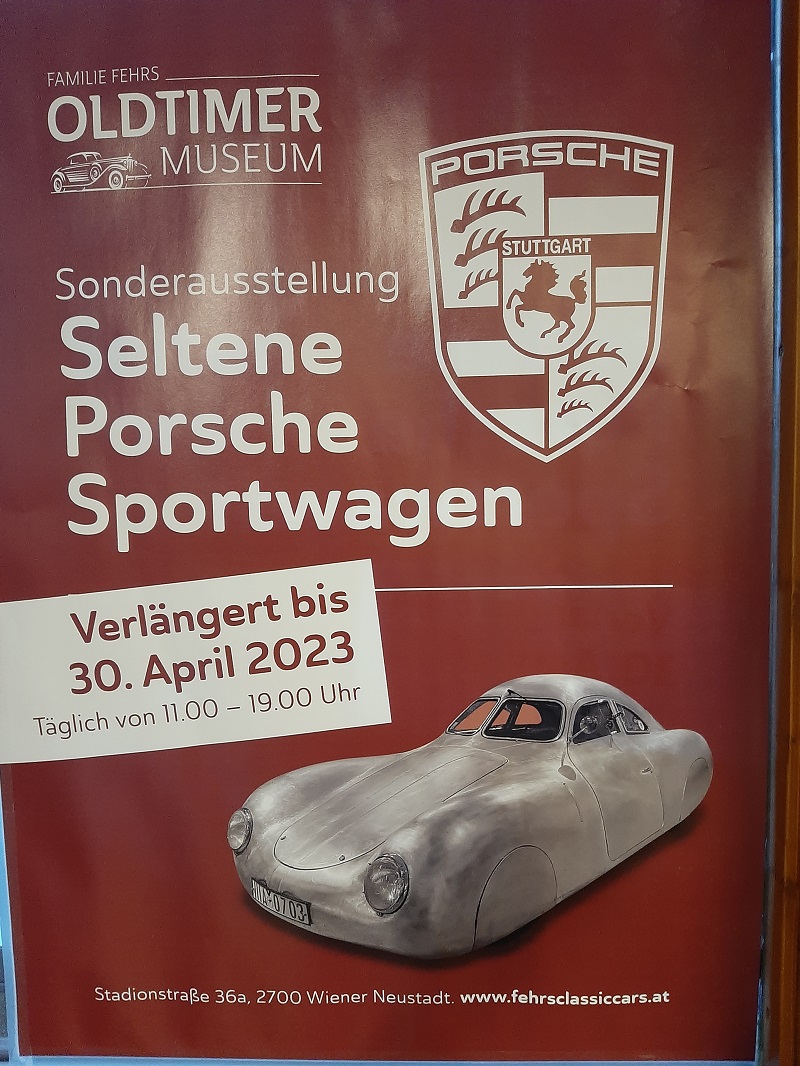 FAMILIE FEHRS
OLDTIMER
MUSEUM
PORSCHE
STUTTGART
Sonderausstellung
Seltene
Porsche
Sportwagen
Verlängert bis
30. April 2023
Täglich von 11.00 – 19.00 Uhr
Stadionstraße 36a, 2700 Wiener Neustadt. www.fehrsclassiccars.at